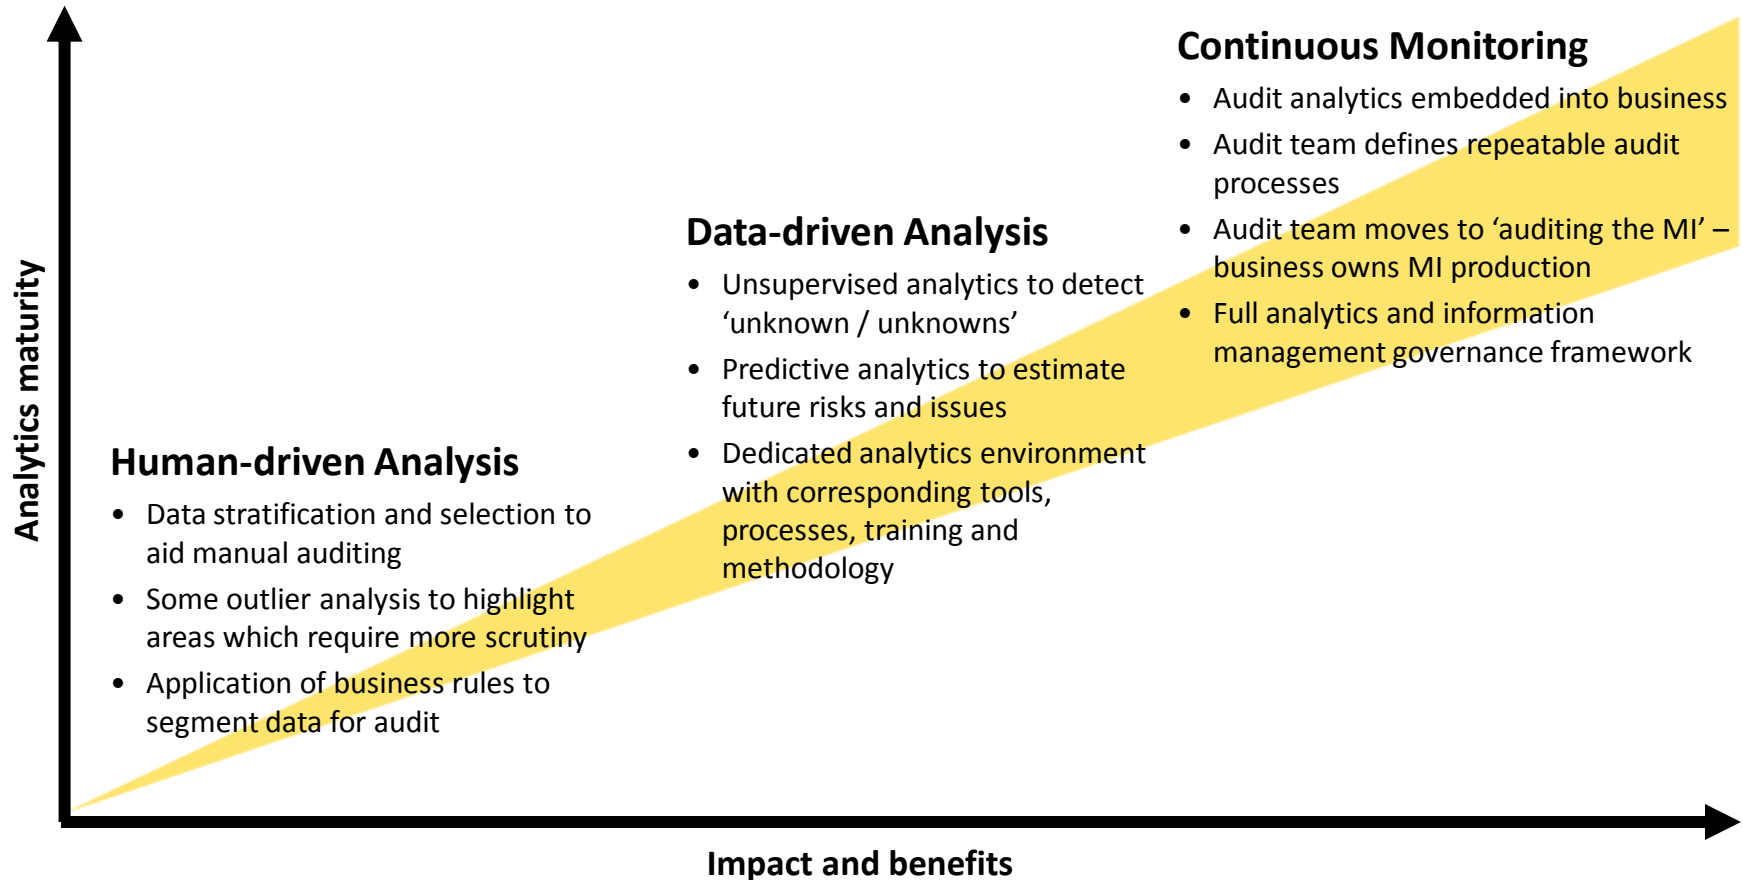 Continuous Monitoring
• Audit analytics embedded into business
• Audit team defines repeatable audit
processes
• Audit team moves to ‘auditing the MI’ –
business owns MI production
• Full analytics and information
management governance framework
Data-driven Analysis
• Unsupervised analytics to detect
‘unknown / unknowns’
• Predictive analytics to estimate
future risks and issues
• Dedicated analytics environment
with corresponding tools,
processes, training and
methodology
Human-driven Analysis
• Data stratification and selection to
aid manual auditing
• Some outlier analysis to highlight
areas which require more scrutiny
• Application of business rules to
segment data for audit
Analytics maturity
Impact and benefits